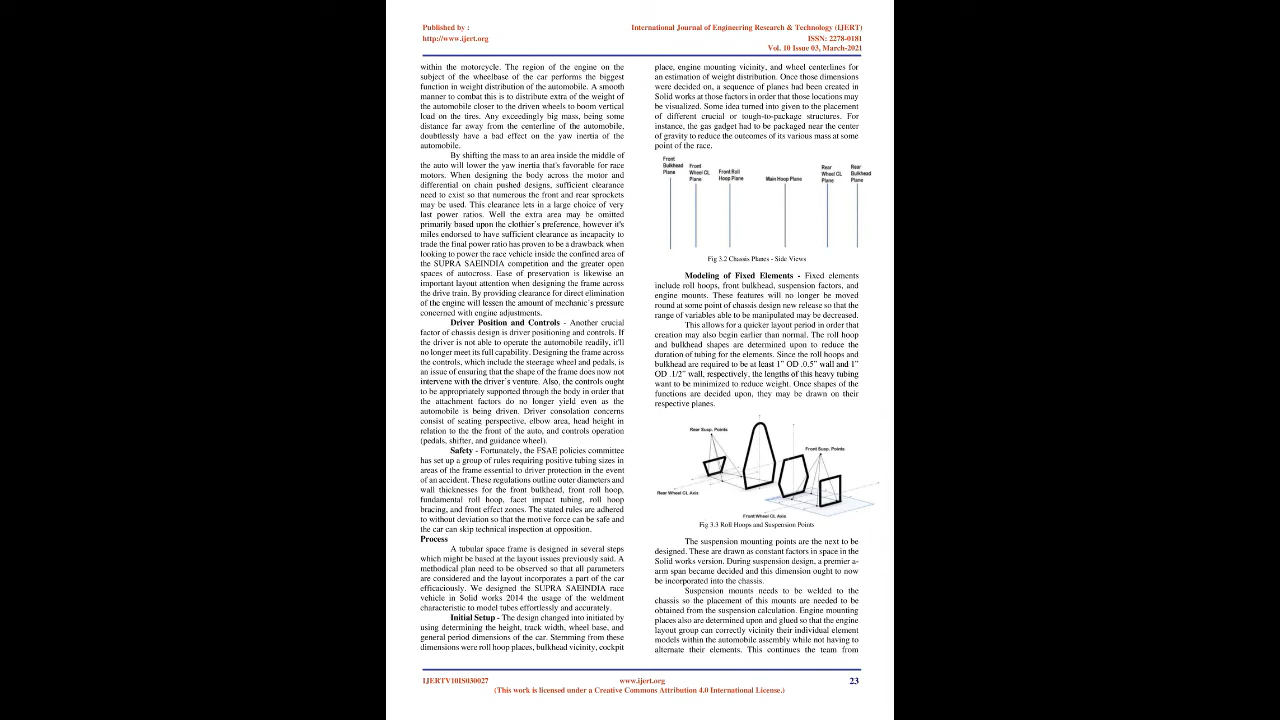 Published by :
http://www.ijert.org
International Journal of Engineering Research & Technology (IJERT)
ISSN: 2278-0181
Vol. 10 Issue 03, March-2021
within the motorcycle. The region of the engine on the
subject of the wheelbase of the car performs the biggest
function in weight distribution of the automobile. A smooth
manner to combat this is to distribute extra of the weight of
the automobile closer to the driven wheels to boom vertical
load on the tires. Any exceedingly big mass, being some
distance far away from the centerline of the automobile,
doubtlessly have a bad effect on the yaw inertia of the
automobile.
By shifting the mass to an area inside the middle of
the auto will lower the yaw inertia that's favorable for race
motors. When designing the body across the motor and
differential on chain pushed designs, sufficient clearance
need to exist so that numerous the front and rear sprockets
may be used. This clearance lets in a large choice of very
last power ratios. Well the extra area may be omitted
primarily based upon the clothier's preference, however it's
miles endorsed to have sufficient clearance as incapacity to
trade the final power ratio has proven to be a drawback when
looking to power the race vehicle inside the confined area of
the SUPRA SAEINDIA competition and the greater open
spaces of autocross. Ease of preservation is likewise an
important layout attention when designing the frame across
the drive train. By providing clearance for direct elimination
of the engine will lessen the amount of mechanic's pressure
concerned with engine adjustments.
Driver Position and Controls - Another crucial
factor of chassis design is driver positioning and controls. If
the driver is not able to operate the automobile readily, it'll
no longer meet its full capability. Designing the frame across
the controls, which include the steerage wheel and pedals, is
an issue of ensuring that the shape of the frame does now not
intervene with the driver's venture. Also, the controls ought
to be appropriately supported through the body in order that
the attachment factors do no longer yield even as the
automobile is being driven. Driver consolation concerns
consist of seating perspective, elbow area, head height in
relation to the the front of the auto, and controls operation
(pedals, shifter, and guidance wheel).
Safety - Fortunately, the FSAE policies committee
has set up a group of rules requiring positive tubing sizes in
areas of the frame essential to driver protection in the event
of an accident. These regulations outline outer diameters and
wall thicknesses for the front bulkhead, front roll hoop,
fundamental roll hoop, facet impact tubing, roll hoop
bracing, and front effect zones. The stated rules are adhered
to without deviation so that the motive force can be safe and
the car can skip technical inspection at opposition.
Process
A tubular space frame is designed in several steps
which might be based at the layout issues previously said. A
methodical plan need to be observed so that all parameters
are considered and the layout incorporates a part of the car
efficaciously. We designed the SUPRA SAEINDIA race
vehicle in Solid works 2014 the usage of the weldment
characteristic to model tubes effortlessly and accurately.
Initial Setup - The design changed into initiated by
using determining the height, track width, wheel base, and
general period dimensions of the car. Stemming from these
dimensions were roll hoop places, bulkhead vicinity, cockpit
place, engine mounting vicinity, and wheel centerlines for
an estimation of weight distribution. Once those dimensions
were decided on, a sequence of planes had been created in
Solid works at those factors in order that those locations may
be visualized. Some idea turned into given to the placement
of different crucial or tough-to-package structures. For
instance, the gas gadget had to be packaged near the center
of gravity to reduce the outcomes of its various mass at some
point of the race.
Front Bulkhead Plane
Front Wheel CL Plane
Front Roll Hoop Plane
Main Hoop Plane
Rear Wheel CL Plane
Rear Bulkhead Plane
Fig 3.2 Chassis Planes - Side Views
Modeling of Fixed Elements - Fixed elements
include roll hoops, front bulkhead, suspension factors, and
engine mounts. These features will no longer be moved
round at some point of chassis design new release so that the
range of variables able to be manipulated may be decreased.
This allows for a quicker layout period in order that
creation may also begin earlier than normal. The roll hoop
and bulkhead shapes are determined upon to reduce the
duration of tubing for the elements. Since the roll hoops and
bulkhead are required to be at least 1” OD .0.5” wall and 1”
OD .1/2” wall, respectively, the lengths of this heavy tubing
want to be minimized to reduce weight. Once shapes of the
functions are decided upon, they may be drawn on their
respective planes.
Rear Susp. Points
Front Susp. Points
Rear Wheel CL Axis
Front Wheel CL Axis
Fig 3.3 Roll Hoops and Suspension Points
The suspension mounting points are the next to be
designed. These are drawn as constant factors in space in the
Solid works version. During suspension design, a premier a-
arm span became decided and this dimension ought to now
be incorporated into the chassis.
Suspension mounts needs to be welded to the
chassis so the placement of this mounts are needed to be
obtained from the suspension calculation. Engine mounting
places also are determined upon and glued so that the engine
layout group can correctly vicinity their individual element
models within the automobile assembly while not having to
alternate their elements. This continues the team from
IJERTV10IS030027
www.ijert.org
23
(This work is licensed under a Creative Commons Attribution 4.0 International License.)